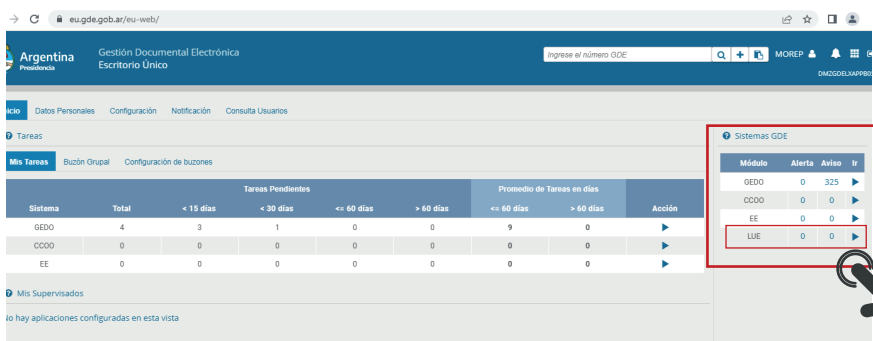 eu.gde.gob.ar/eu-web/
Argentina
Presidencia
Gestión Documental Electrónica
Escritorio Único
Ingrese el número GDE
MOREP
Datos Personales Configuración Notificación Consulta Usuarios
Tareas
Mis Tareas Buzón Grupal Configuración de buzones
Tareas Pendientes Promedio de Tareas en días
Sistema Total < 15 días < 30 días <= 60 días > 60 días <= 60 días > 60 días Acción
GEDO 4 3 1 0 0 9 0
CCOO 0 0 0 0 0 0 0
EE 0 0 0 0 0 0 0
Mis Supervisados
No hay aplicaciones configuradas en esta vista
Sistemas GDE
Módulo Alerta Aviso Ir
GEDO 0 325
CCOO 0 0
EE 0 0
LUE 0 0